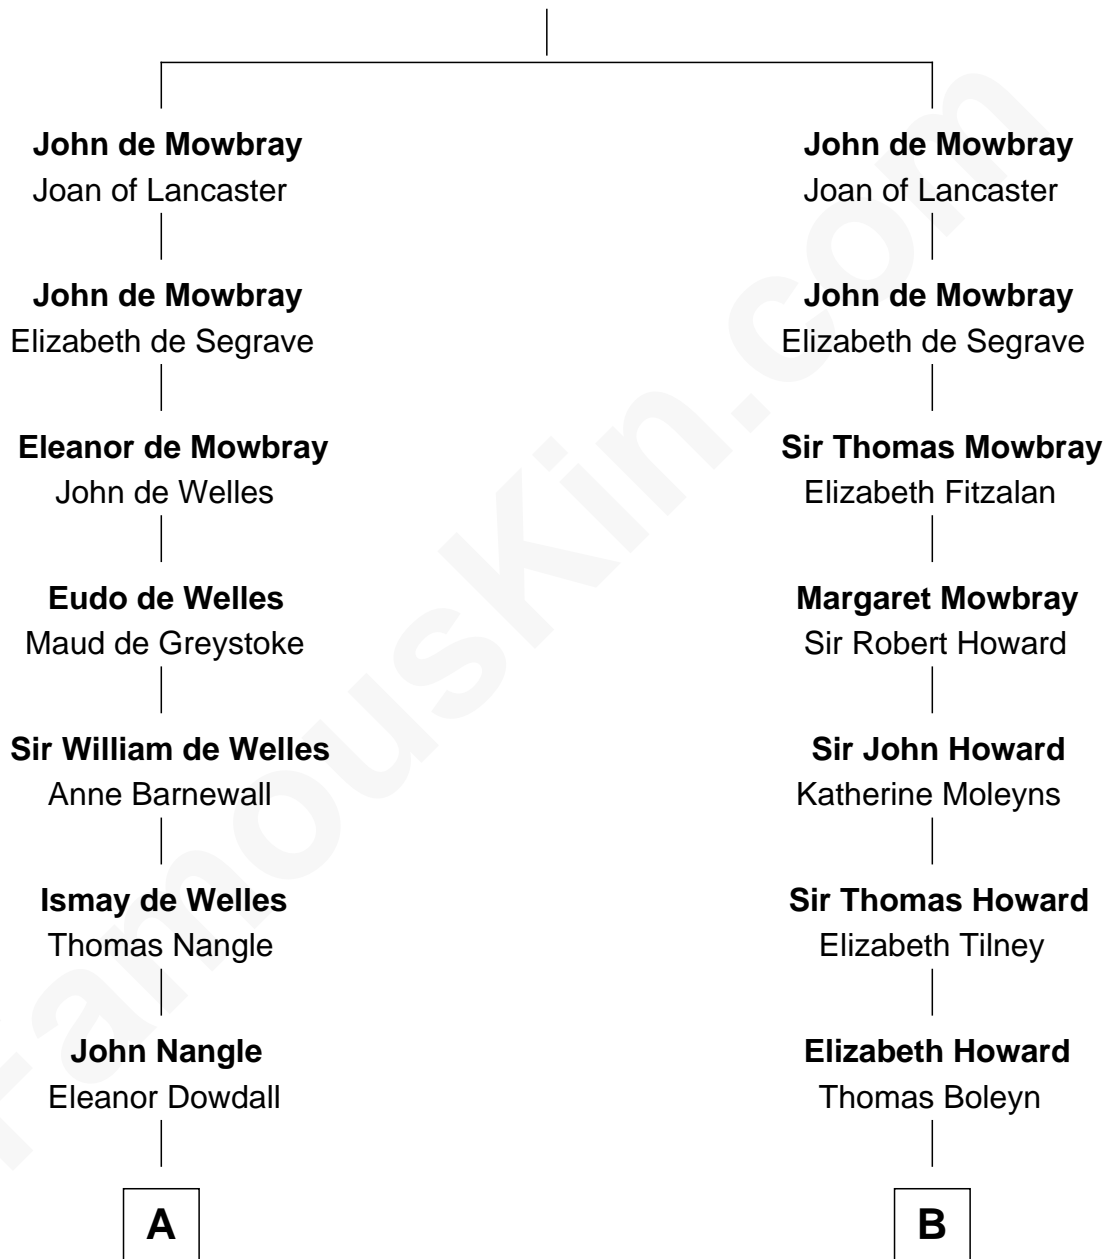 John de Mowbray
Joan of Lancaster
John de Mowbray
Elizabeth de Segrave
Eleanor de Mowbray
John de Welles
Eudo de Welles
Maud de Greystoke
Sir William de Welles
Anne Barnewall
Ismay de Welles
Thomas Nangle
John Nangle
Eleanor Dowdall
A
John de Mowbray
Joan of Lancaster
John de Mowbray
Elizabeth de Segrave
Sir Thomas Mowbray
Elizabeth Fitzalan
Margaret Mowbray
Sir Robert Howard
Sir John Howard
Katherine Moleyns
Sir Thomas Howard
Elizabeth Tilney
Elizabeth Howard
Thomas Boleyn
B
FamousKin.com